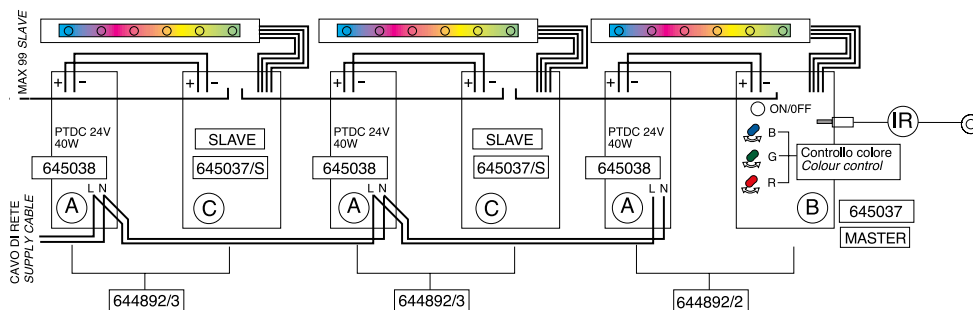 MAX 99 SLAVE
+ -
PTDC 24V
40W
645038
L N
A
+ -
SLAVE
645037/S
C
+ -
PTDC 24V
40W
645038
L N
A
+ -
SLAVE
645037/S
C
+ -
PTDC 24V
40W
645038
L N
A
+ -
ON/OFF
B
G
R
Controllo colore
Colour control
IR
B
645037
MASTER
CAVO DI RETE
SUPPLY CABLE
644892/3
644892/3
644892/2